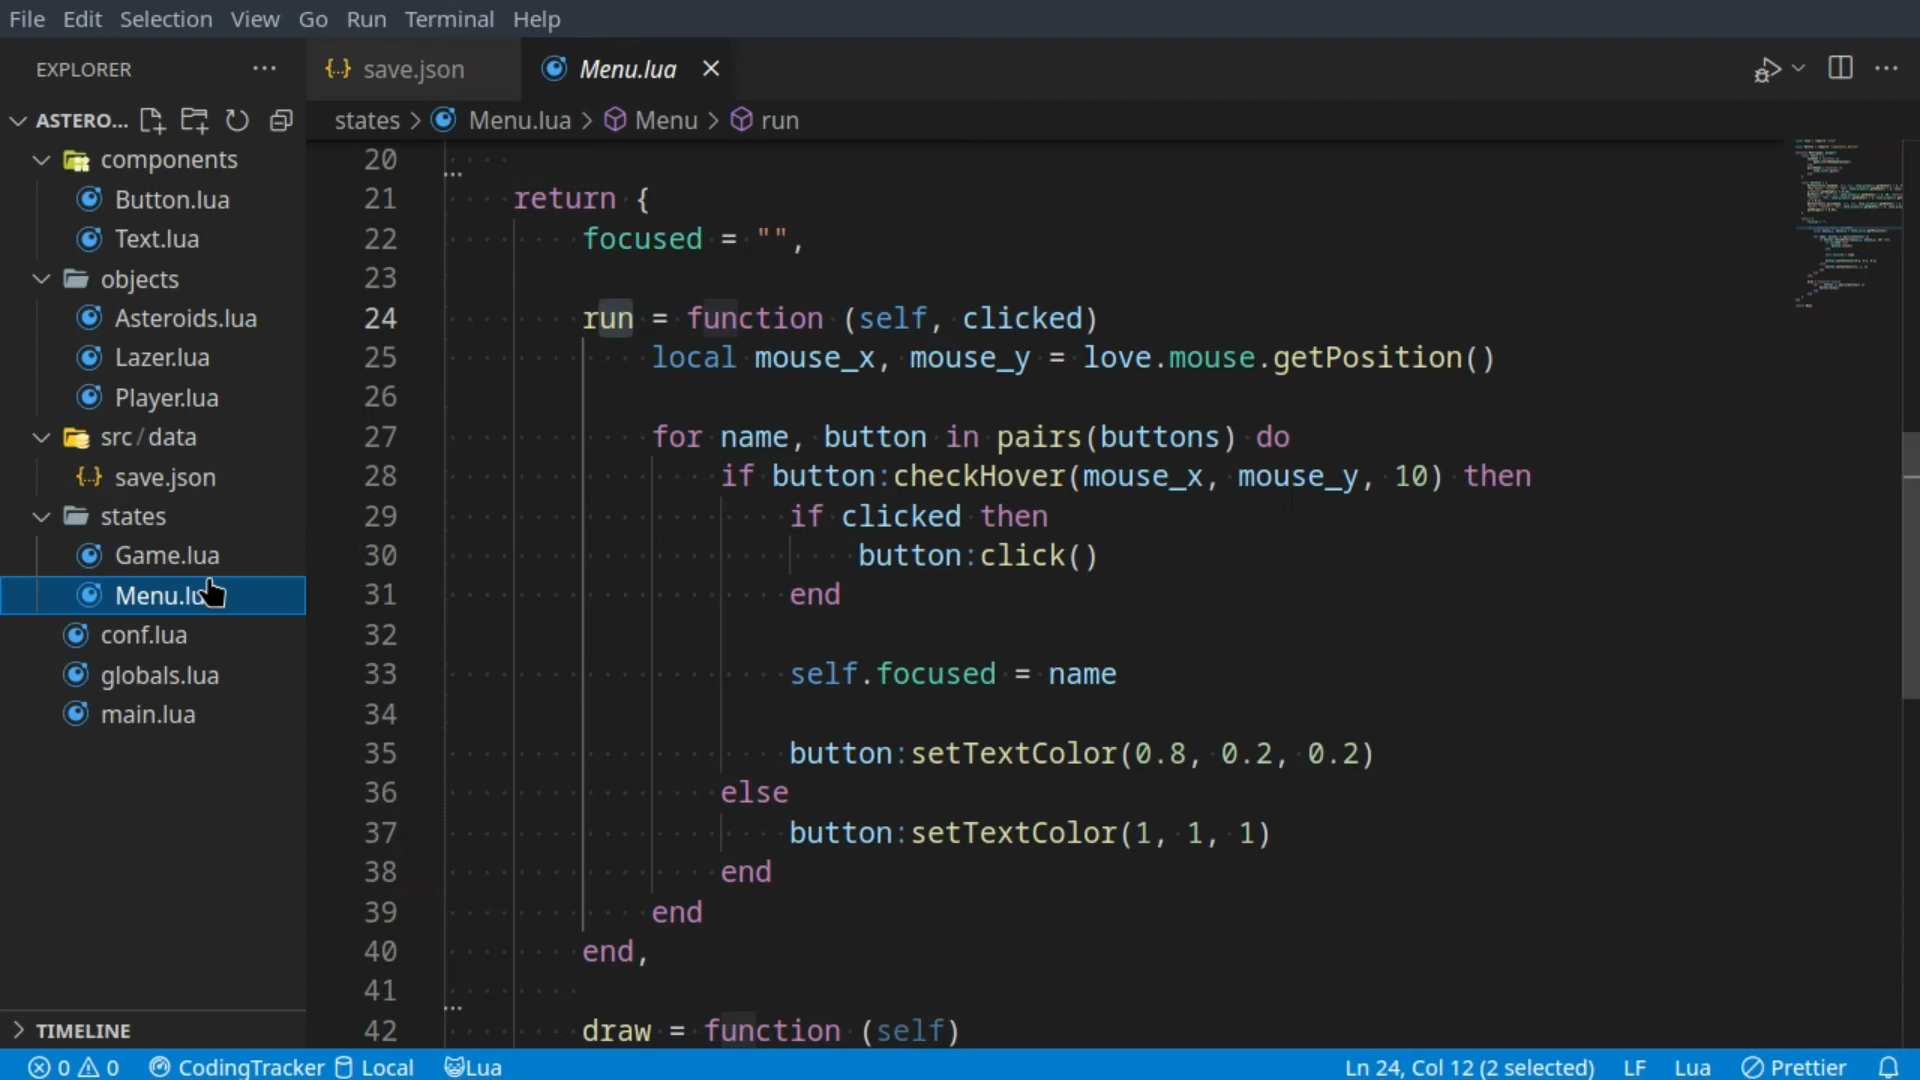 File Edit Selection View Go Run Terminal Help
EXPLORER ···
save.json
Menu.lua
ASTERO...
states > Menu.lua > Menu > run
components
Button.lua
Text.lua
objects
Asteroids.lua
Lazer.lua
Player.lua
src/data
save.json
states
Game.lua
Menu.lu
conf.lua
globals.lua
main.lua
TIMELINE
20
21 return {
22 focused = "",
23
24 run = function (self, clicked)
25 local mouse_x, mouse_y = love.mouse.getPosition()
26
27 for name, button in pairs(buttons) do
28 if button:checkHover(mouse_x, mouse_y, 10) then
29 if clicked then
30 button:click()
31 end
32
33 self.focused = name
34
35 button:setTextColor(0.8, 0.2, 0.2)
36 else
37 button:setTextColor(1, 1, 1)
38 end
39 end
40 end,
41
42 draw = function (self)
0 0 CodingTracker Local Lua Ln 24, Col 12 (2 selected) LF Lua Prettier